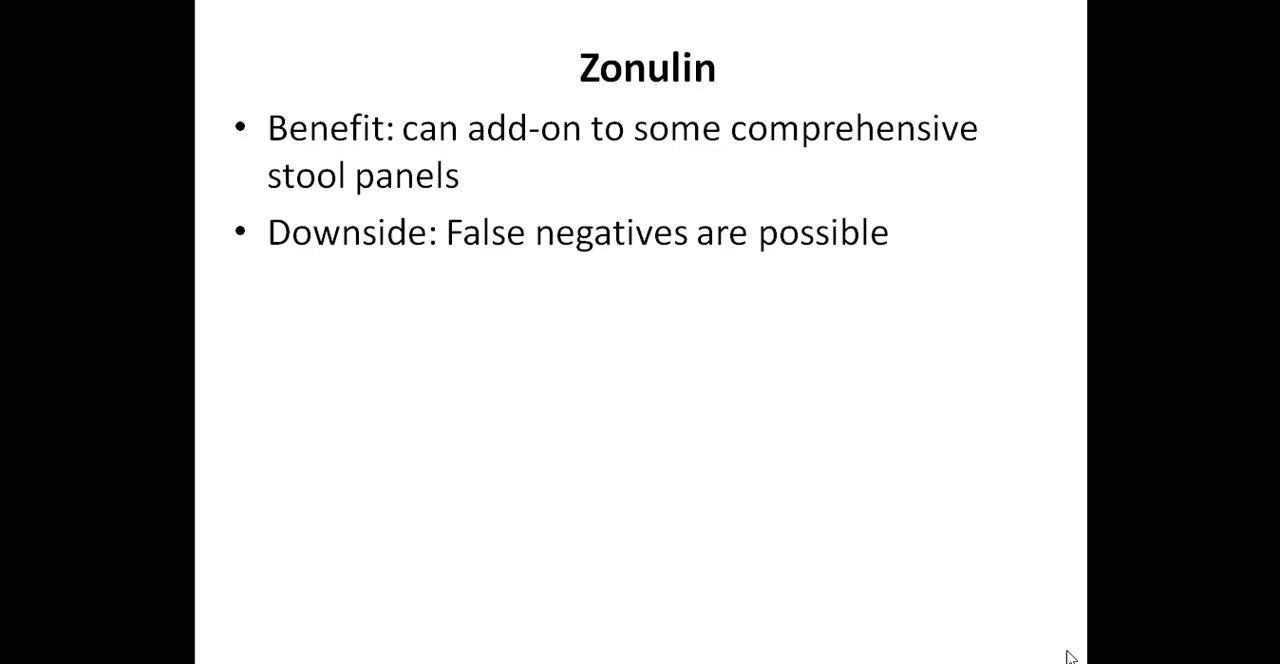 Zonulin
• Benefit: can add-on to some comprehensive
stool panels
• Downside: False negatives are possible